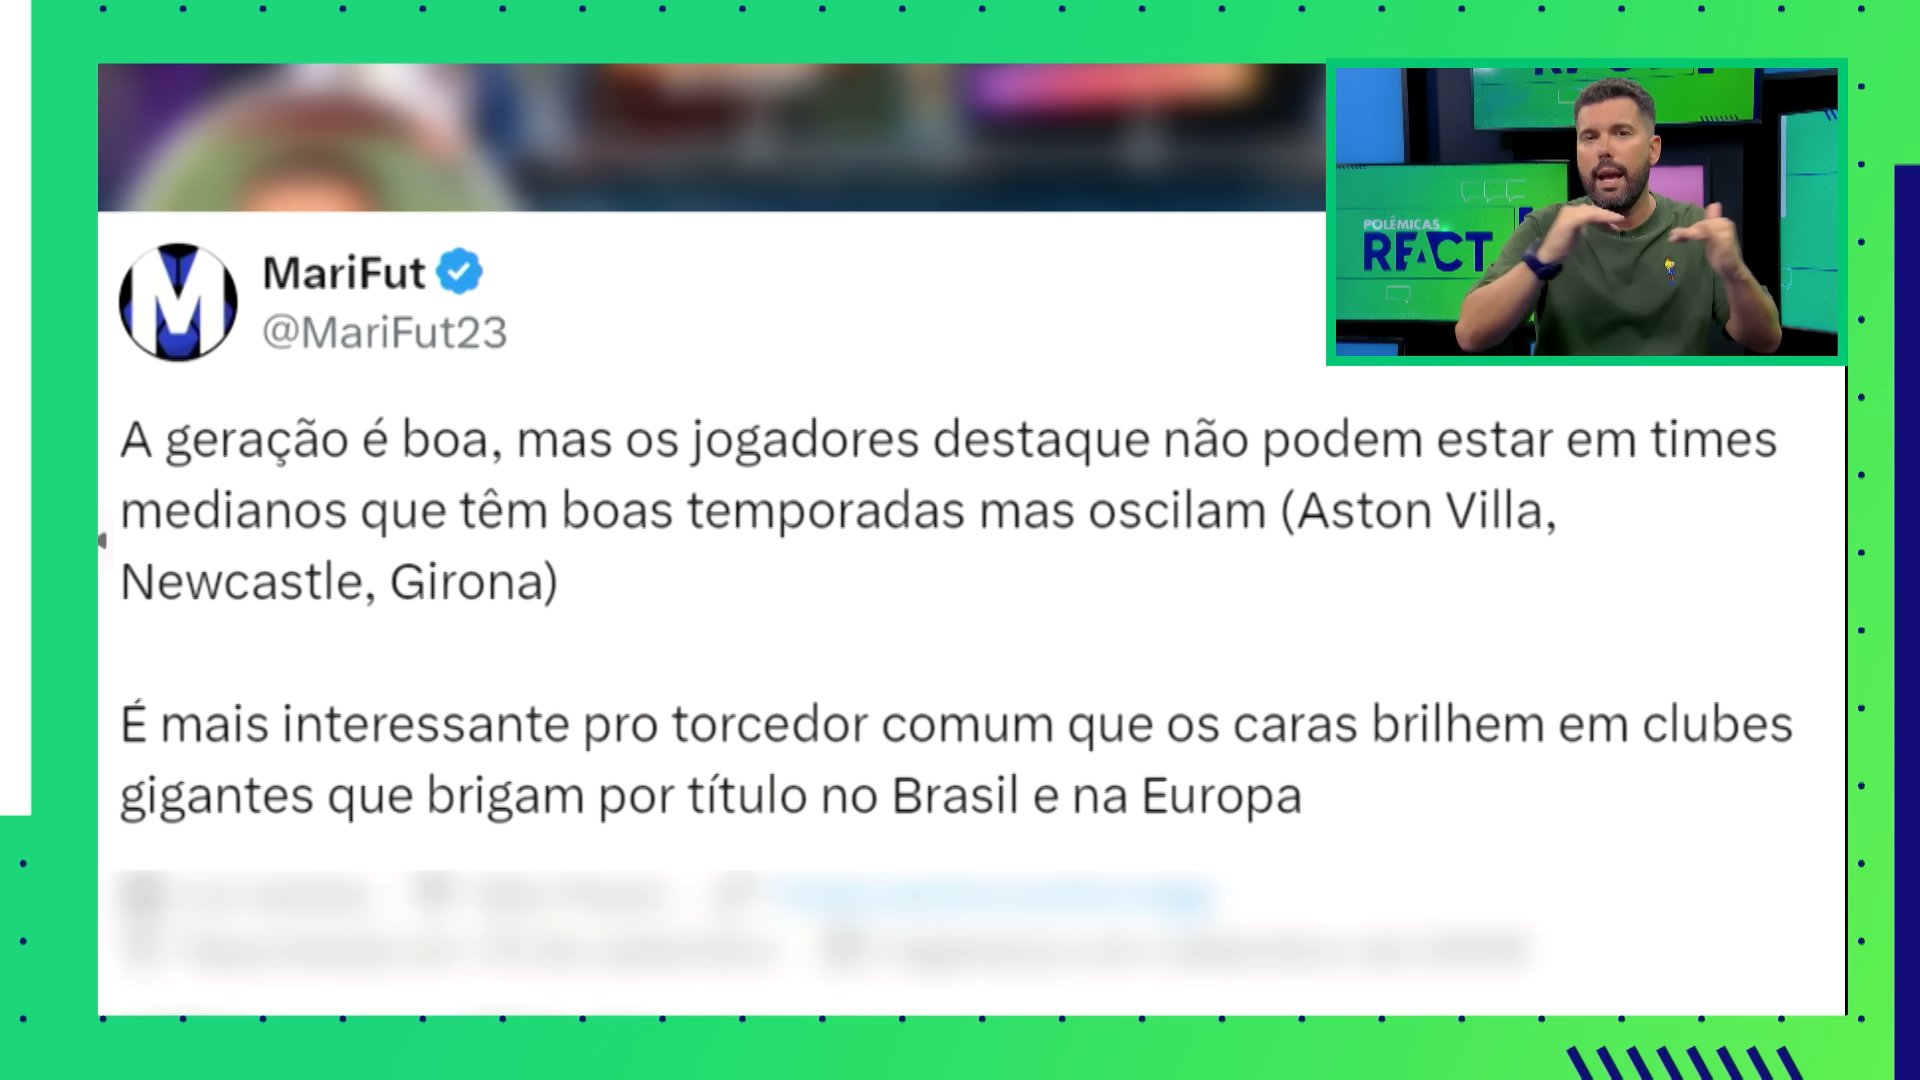 MariFut
@MariFut23
A geração é boa, mas os jogadores destaque não podem estar em times
medianos que têm boas temporadas mas oscilam (Aston Villa,
Newcastle, Girona)
É mais interessante pro torcedor comum que os caras brilhem em clubes
gigantes que brigam por título no Brasil e na Europa
POLÊMICAS
REACT